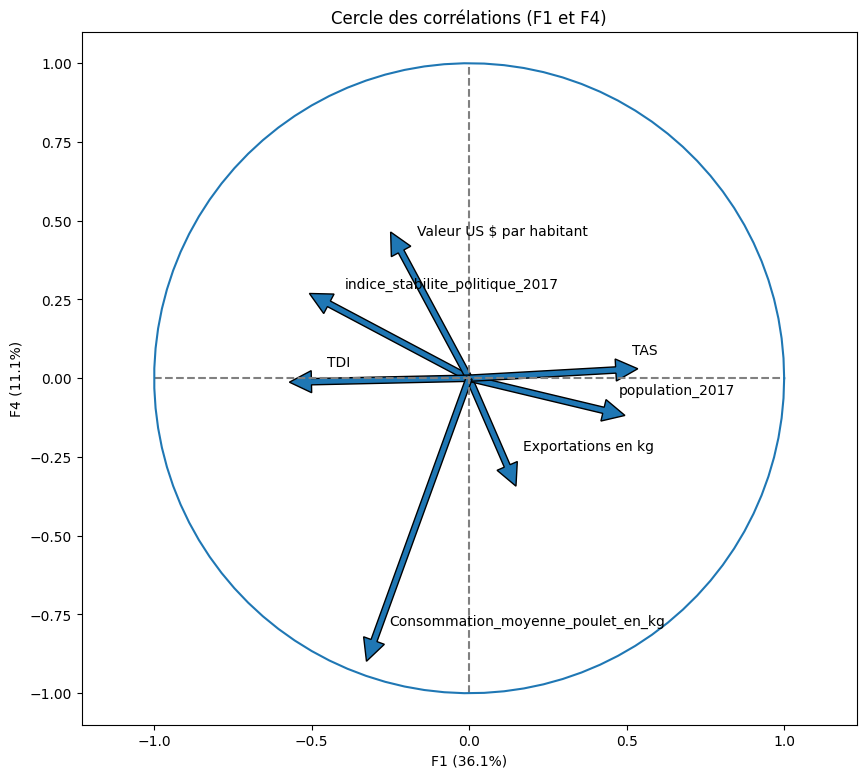 Cercle des corrélations (F1 et F4)
1.00
0.75
0.50
Valeur US $ par habitant
indice_stabilite_politique_2017
0.25
TAS
TDI
0.00
population_2017
F4 (11.1%)
Exportations en kg
−0.25
−0.50
−0.75
Consommation_moyenne_poulet_en_kg
−1.00
−1.0
−0.5
0.0
0.5
1.0
F1 (36.1%)